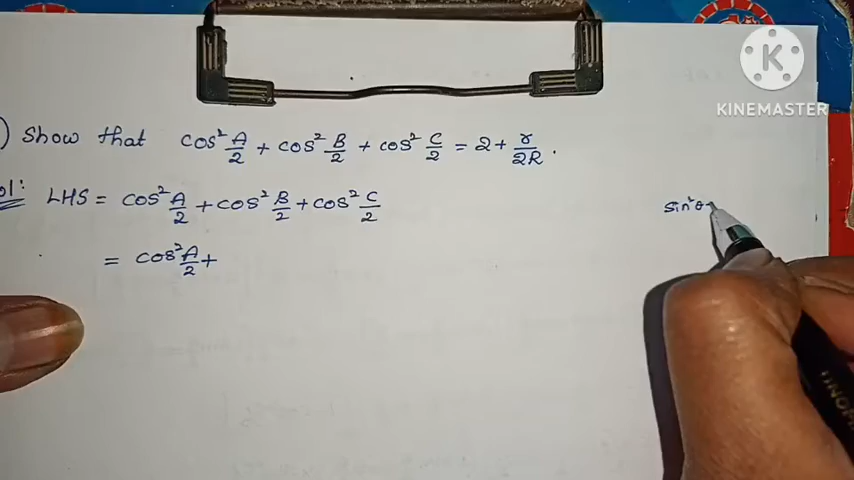 ) Show that cos² A/2 + cos² B/2 + cos² C/2 = 2 + r/2R .
ol: LHS = cos² A/2 + cos² B/2 + cos² C/2
= cos² A/2 +
sin²θ
KINEMASTER